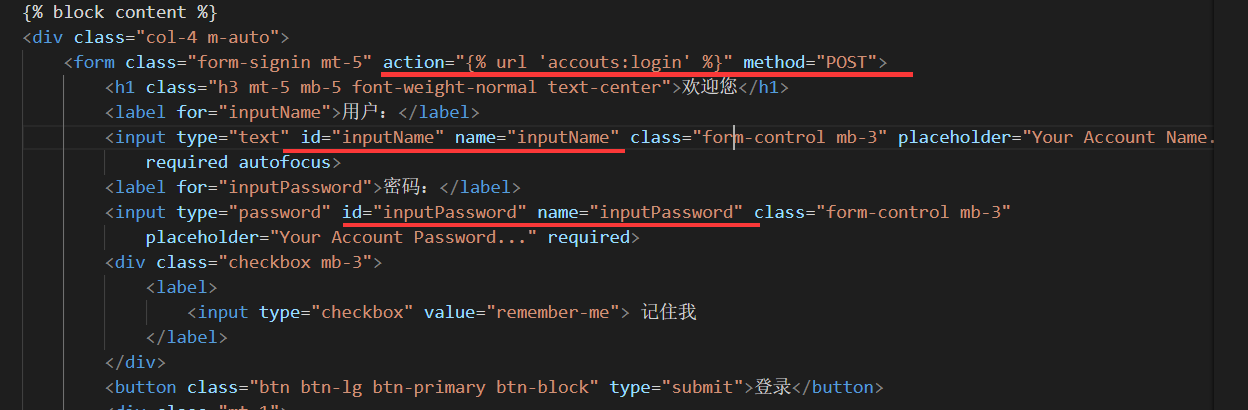 {% block content %}
<div class="col-4 m-auto">
<form class="form-signin mt-5" action="{% url 'accouts:login' %}" method="POST">
<h1 class="h3 mt-5 mb-5 font-weight-normal text-center">欢迎您</h1>
<label for="inputName">用户：</label>
<input type="text" id="inputName" name="inputName" class="form-control mb-3" placeholder="Your Account Name.
required autofocus>
<label for="inputPassword">密码：</label>
<input type="password" id="inputPassword" name="inputPassword" class="form-control mb-3"
placeholder="Your Account Password..." required>
<div class="checkbox mb-3">
<label>
<input type="checkbox" value="remember-me"> 记住我
</label>
</div>
<button class="btn btn-lg btn-primary btn-block" type="submit">登录</button>
<div class="mt-1">